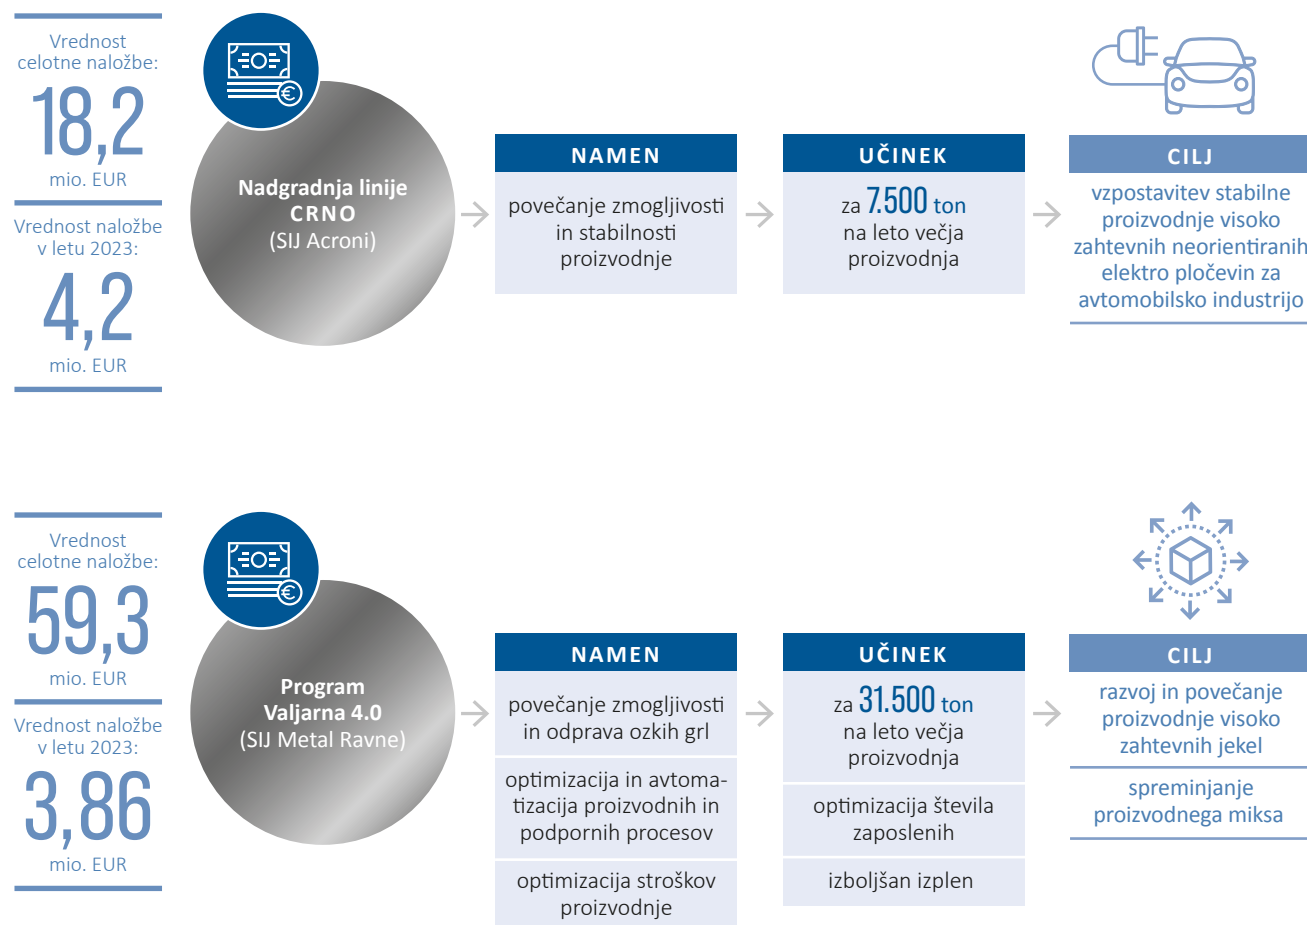 Vrednost
celotne naložbe:
18,2
mio. EUR
Vrednost naložbe
v letu 2023:
4,2
mio. EUR
€
Nadgradnja linije
CRNO
(SIJ Acroni)
NAMEN
povečanje zmogljivosti
in stabilnosti
proizvodnje
UČINEK
za 7.500 ton
na leto večja
proizvodnja
CILJ
vzpostavitev stabilne
proizvodnje visoko
zahtevnih neorientiranih
elektro pločevin za
avtomobilsko industrijo
Vrednost
celotne naložbe:
59,3
mio. EUR
Vrednost naložbe
v letu 2023:
3,86
mio. EUR
€
Program
Valjarna 4.0
(SIJ Metal Ravne)
NAMEN
povečanje zmogljivosti
in odprava ozkih grl
optimizacija in avtoma-
tizacija proizvodnih in
podpornih procesov
optimizacija stroškov
proizvodnje
UČINEK
za 31.500 ton
na leto večja
proizvodnja
optimizacija števila
zaposlenih
izboljšan izplen
CILJ
razvoj in povečanje
proizvodnje visoko
zahtevnih jekel
spreminjanje
proizvodnega miksa